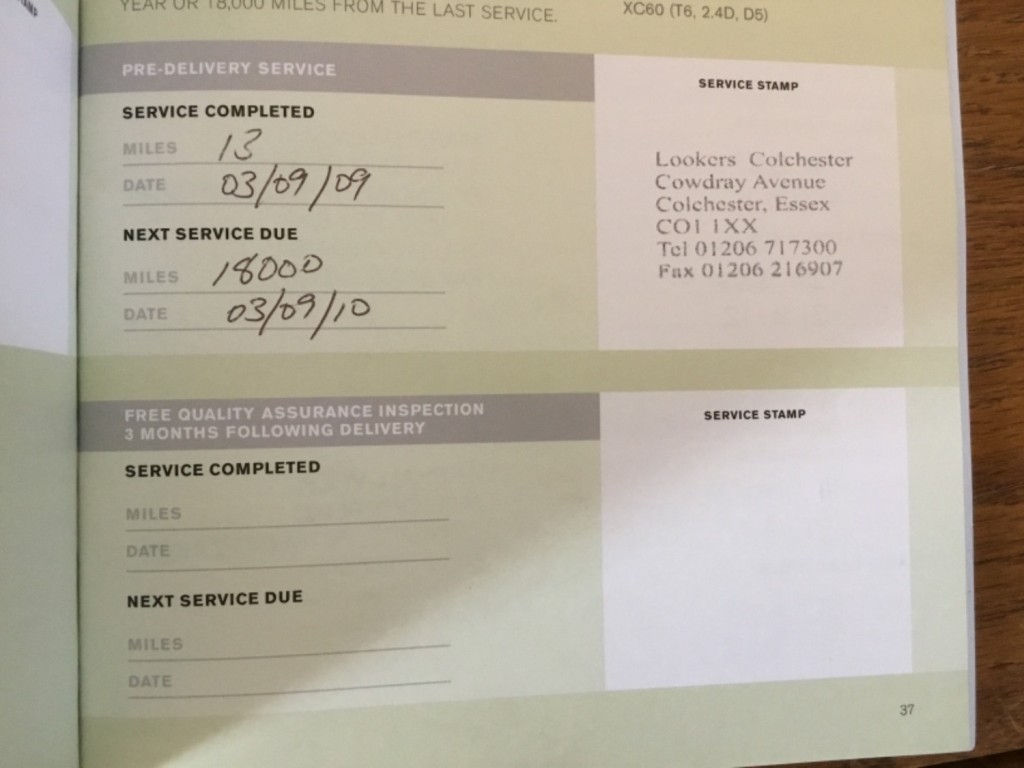 YEAR OR 18,000 MILES FROM THE LAST SERVICE.
XC60 (T6, 2.4D, D5)
PRE-DELIVERY SERVICE
SERVICE COMPLETED
MILES 13
DATE 03/09/09
NEXT SERVICE DUE
MILES 18000
DATE 03/09/10
SERVICE STAMP
Lookers Colchester
Cowdray Avenue
Colchester, Essex
CO1 1XX
Tel 01206 717300
Fax 01206 216907
FREE QUALITY ASSURANCE INSPECTION
3 MONTHS FOLLOWING DELIVERY
SERVICE COMPLETED
MILES
DATE
NEXT SERVICE DUE
MILES
DATE
SERVICE STAMP
37